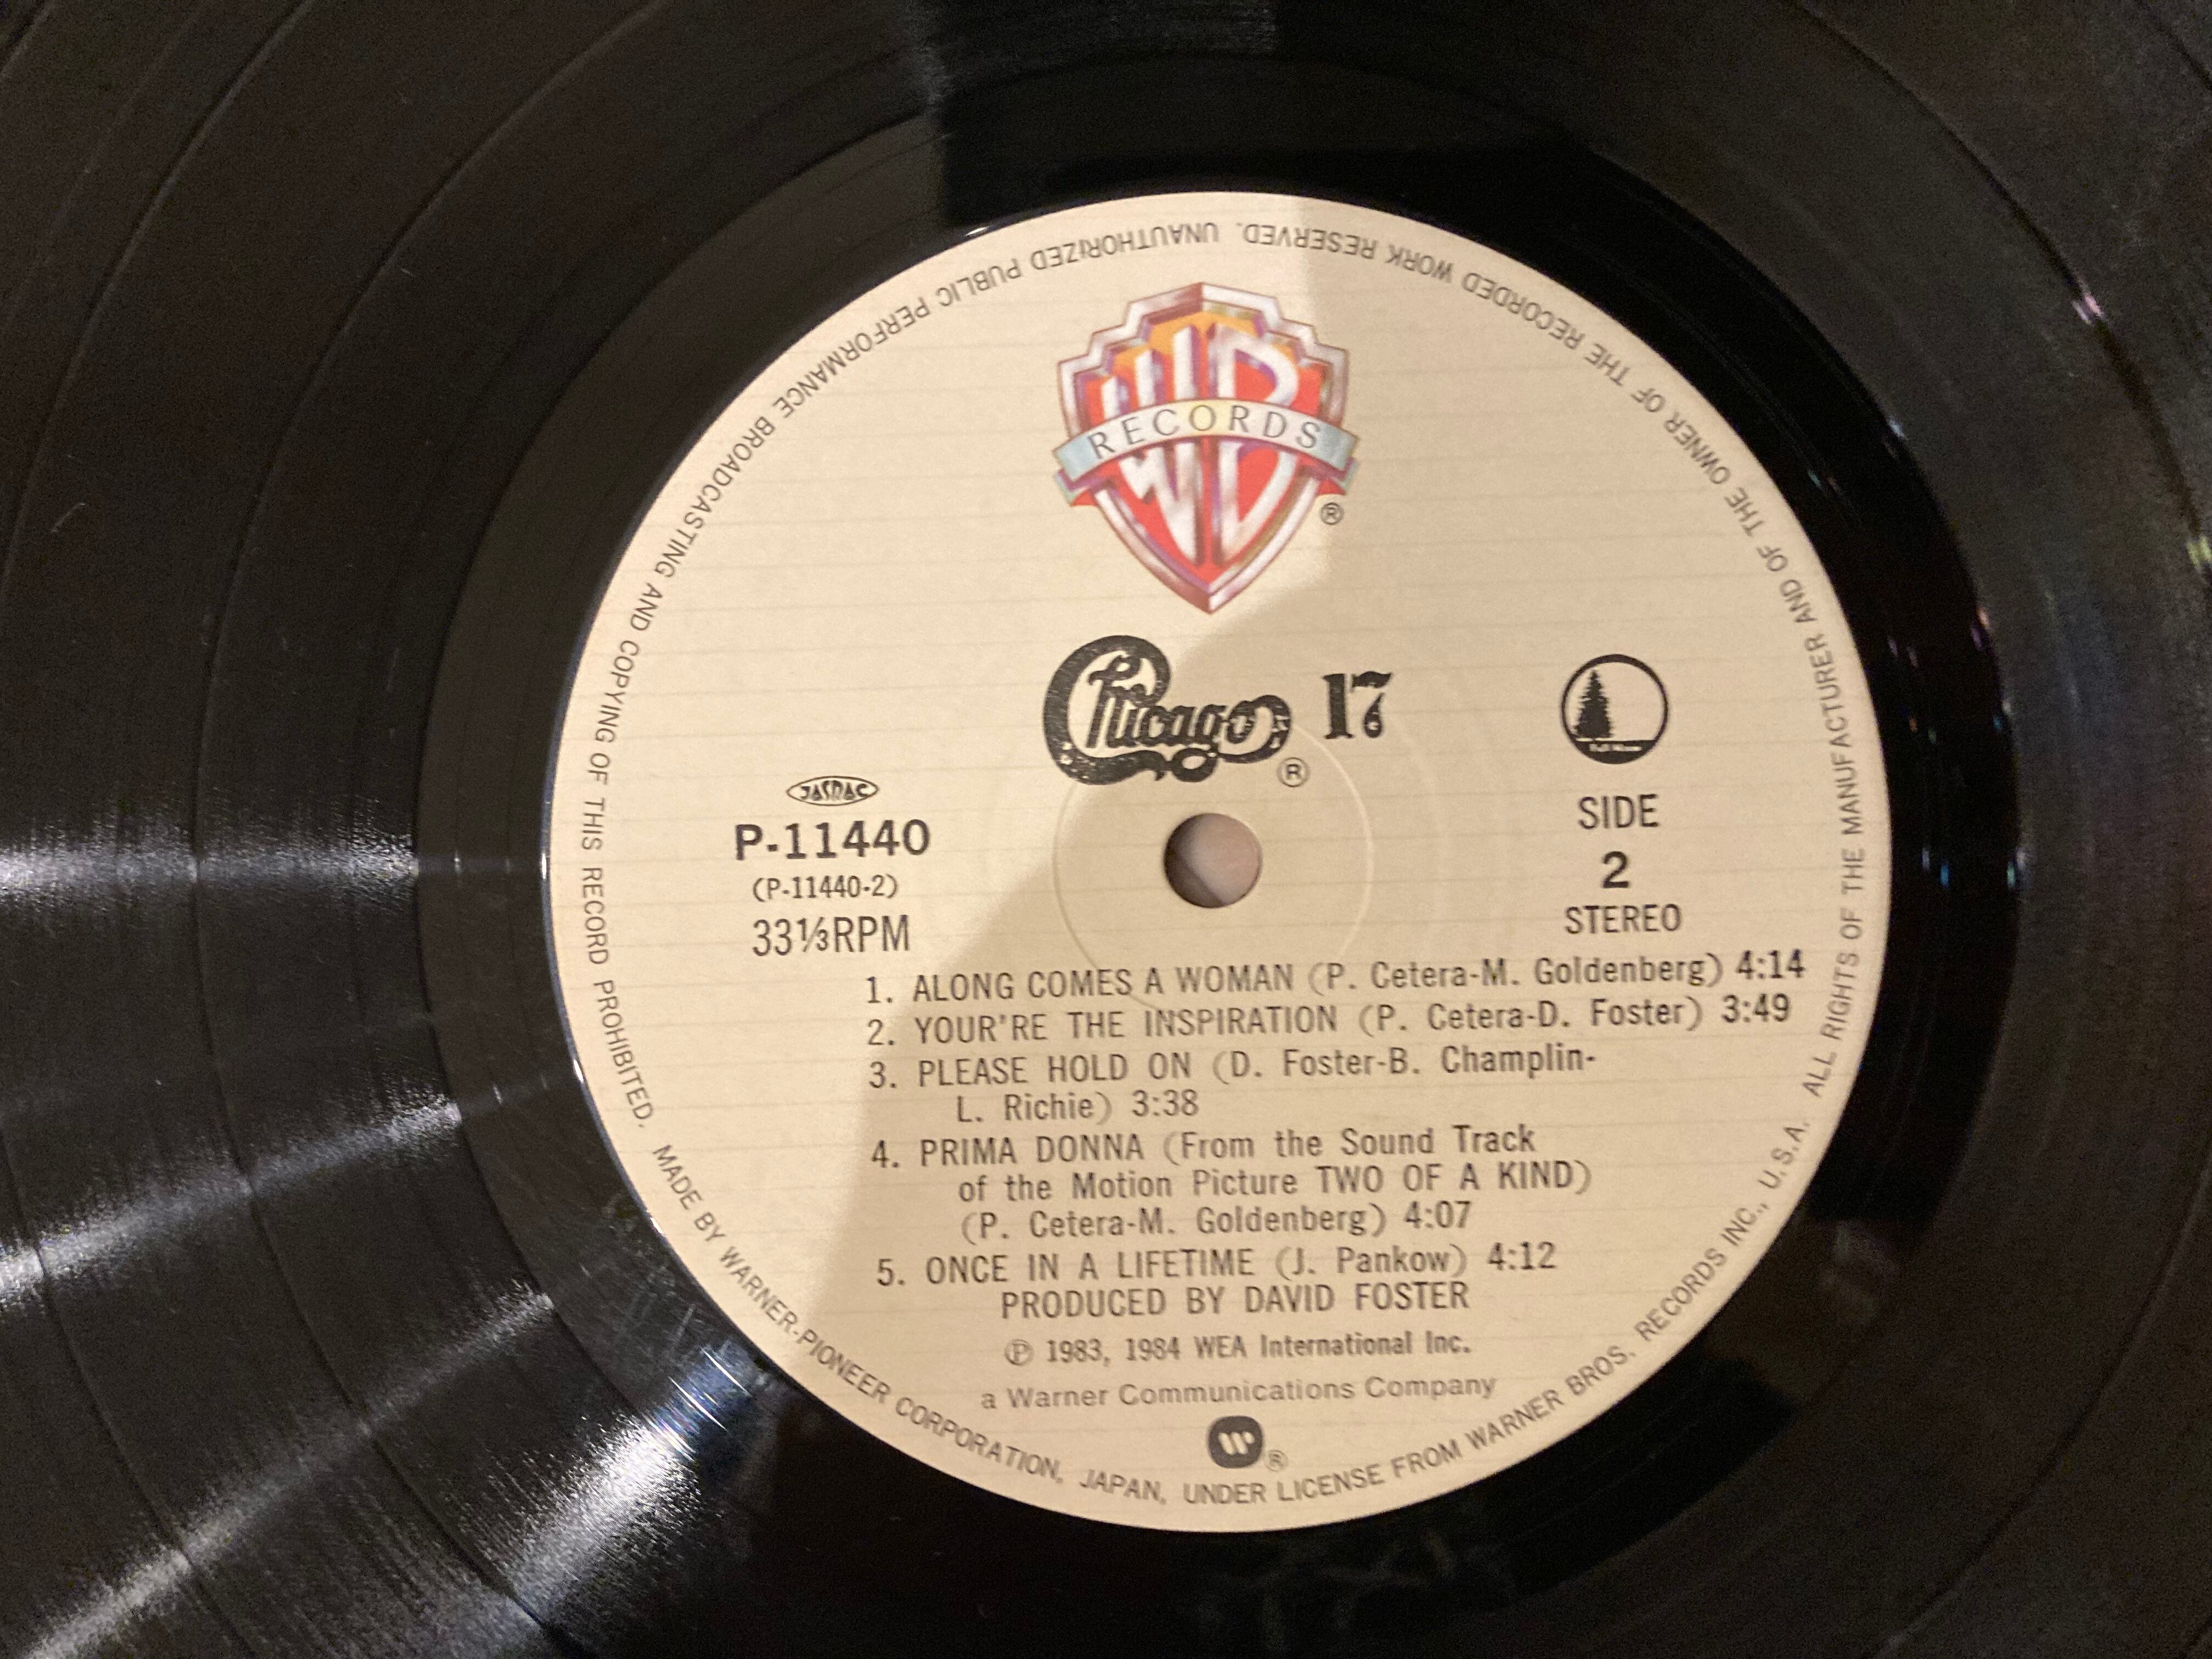 WB
RECORDS
®
Chicago 17
®
JASRAC
P-11440
(P-11440-2)
33⅓RPM
Full Moon
SIDE
2
STEREO
1. ALONG COMES A WOMAN (P. Cetera-M. Goldenberg) 4:14
2. YOUR'RE THE INSPIRATION (P. Cetera-D. Foster) 3:49
3. PLEASE HOLD ON (D. Foster-B. Champlin-
L. Richie) 3:38
4. PRIMA DONNA (From the Sound Track
of the Motion Picture TWO OF A KIND)
(P. Cetera-M. Goldenberg) 4:07
5. ONCE IN A LIFETIME (J. Pankow) 4:12
PRODUCED BY DAVID FOSTER
℗ 1983, 1984 WEA International Inc.
a Warner Communications Company
®
MADE BY WARNER-PIONEER CORPORATION, JAPAN, UNDER LICENSE FROM WARNER BROS. RECORDS INC., U.S.A. ALL RIGHTS OF THE MANUFACTURER AND OF THE OWNER OF THE RECORDED WORK RESERVED. UNAUTHORIZED PUBLIC PERFORMANCE BROADCASTING AND COPYING OF THIS RECORD PROHIBITED.